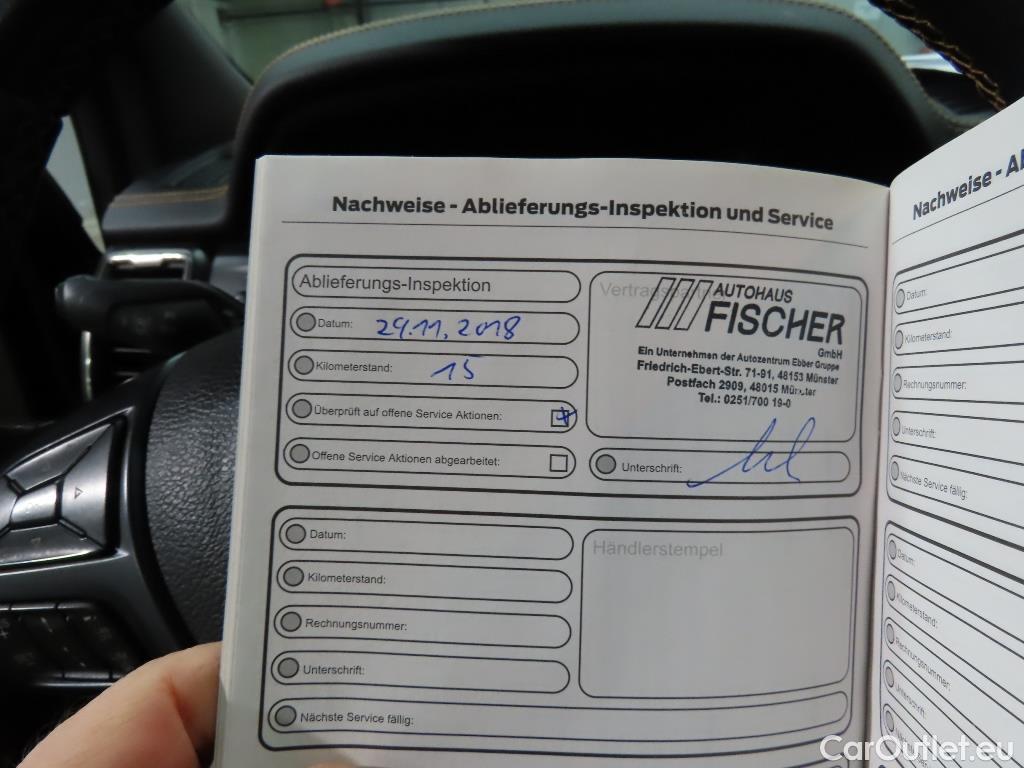 Nachweise - Ablieferungs-Inspektion und Service
Ablieferungs-Inspektion
Datum: 29.11.2018
Kilometerstand: 15
Überprüft auf offene Service Aktionen:
Offene Service Aktionen abgearbeitet:
AUTOHAUS
FISCHER
GmbH
Ein Unternehmen der Autozentrum Ebber Gruppe
Friedrich-Ebert-Str. 71-91, 48153 Münster
Postfach 2909, 48015 Münster
Tel.: 0251/700 19-0
Unterschrift:
Datum:
Kilometerstand:
Rechnungsnummer:
Unterschrift:
Nächste Service fällig:
Händlerstempel
Nachweise -
Datum:
Kilometerstand:
Rechnungsnummer:
Unterschrift:
Nächste Service fällig:
Datum:
Kilometerstand:
Rechnungsnummer:
Unterschrift:
CarOutlet.eu